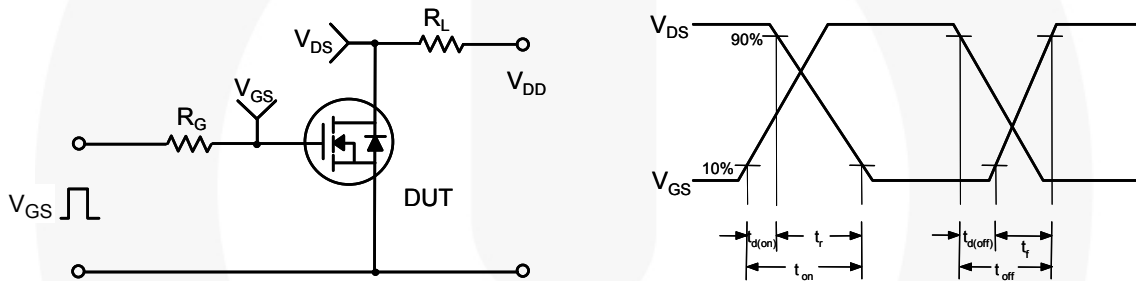 R_L
V_DS
V_DD
V_GS
R_G
V_GS
DUT
V_DS
90%
10%
V_GS
t_d(on)
t_r
t_d(off)
t_f
t_on
t_off